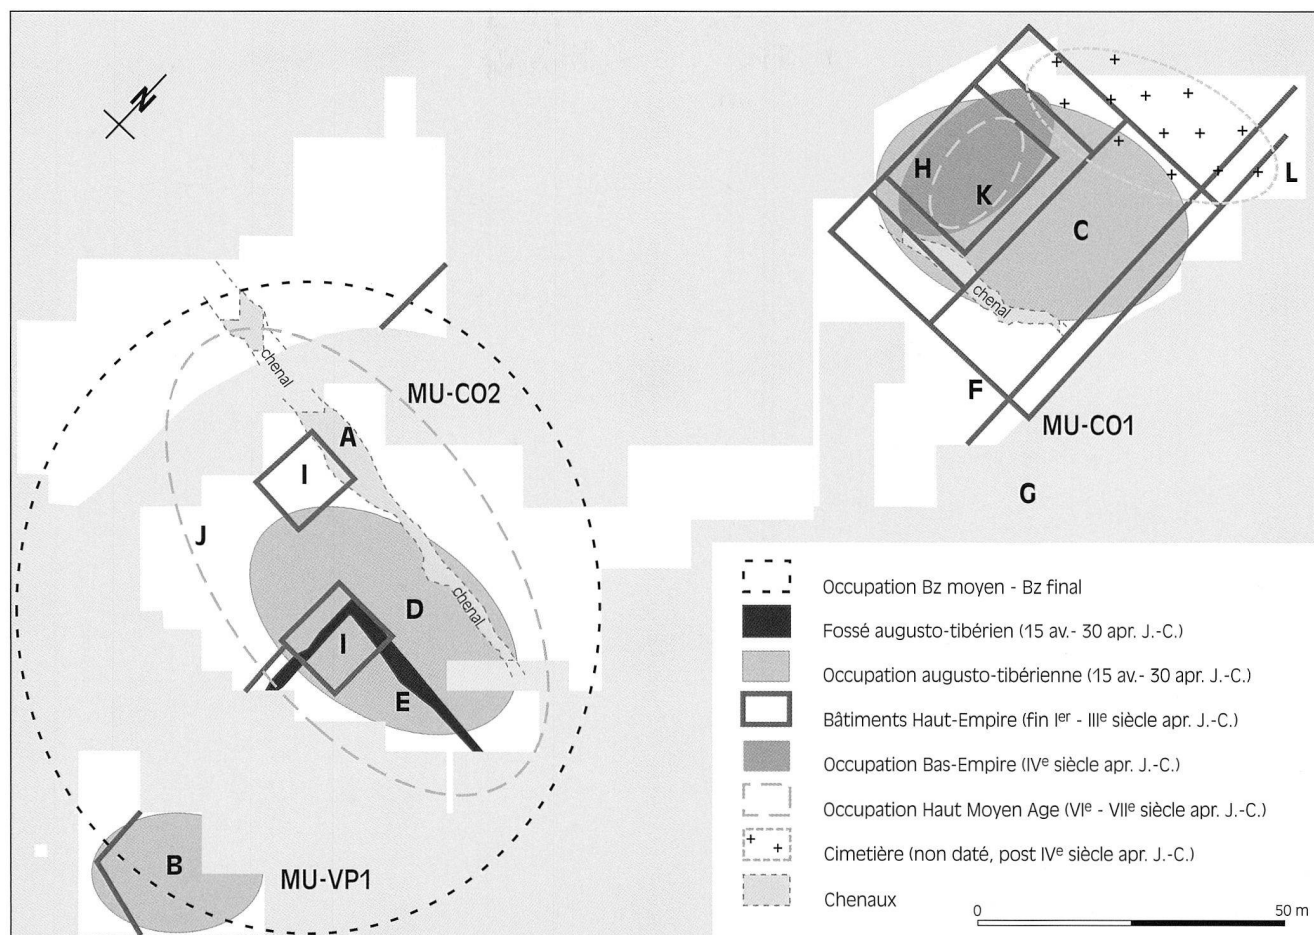 N
H
K
L
C
chenal
F
MU-CO1
G
chenal
MU-CO2
A
I
J
D
chenal
I
E
B
MU-VP1
Occupation Bz moyen - Bz final
Fossé augusto-tibérien (15 av.- 30 apr. J.-C.)
Occupation augusto-tibérienne (15 av.- 30 apr. J.-C.)
Bâtiments Haut-Empire (fin Ier - IIIe siècle apr. J.-C.)
Occupation Bas-Empire (IVe siècle apr. J.-C.)
Occupation Haut Moyen Age (VIe - VIIe siècle apr. J.-C.)
Cimetière (non daté, post IVe siècle apr. J.-C.)
Chenaux
0 50 m